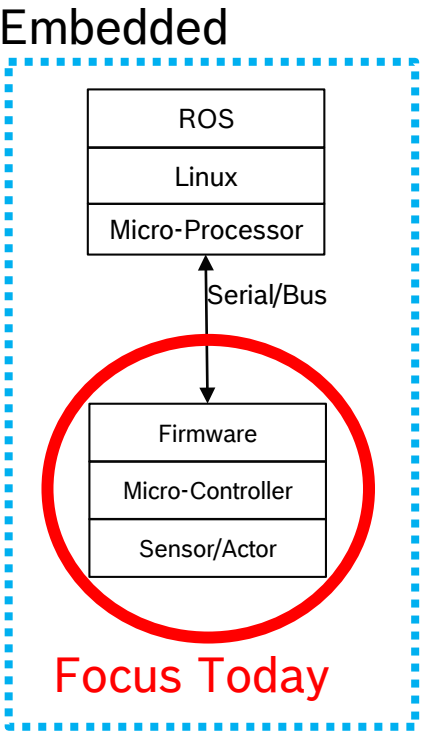 Embedded
ROS
Linux
Micro-Processor
Serial/Bus
Firmware
Micro-Controller
Sensor/Actor
Focus Today